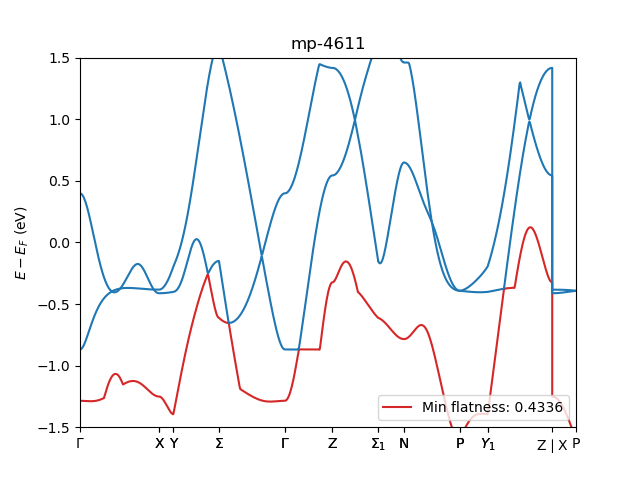 mp-4611
E − E_F (eV)
1.5
1.0
0.5
0.0
−0.5
−1.0
−1.5
Min flatness: 0.4336
Γ X Y Σ Γ Z Σ₁ N P Y₁ Z | X P